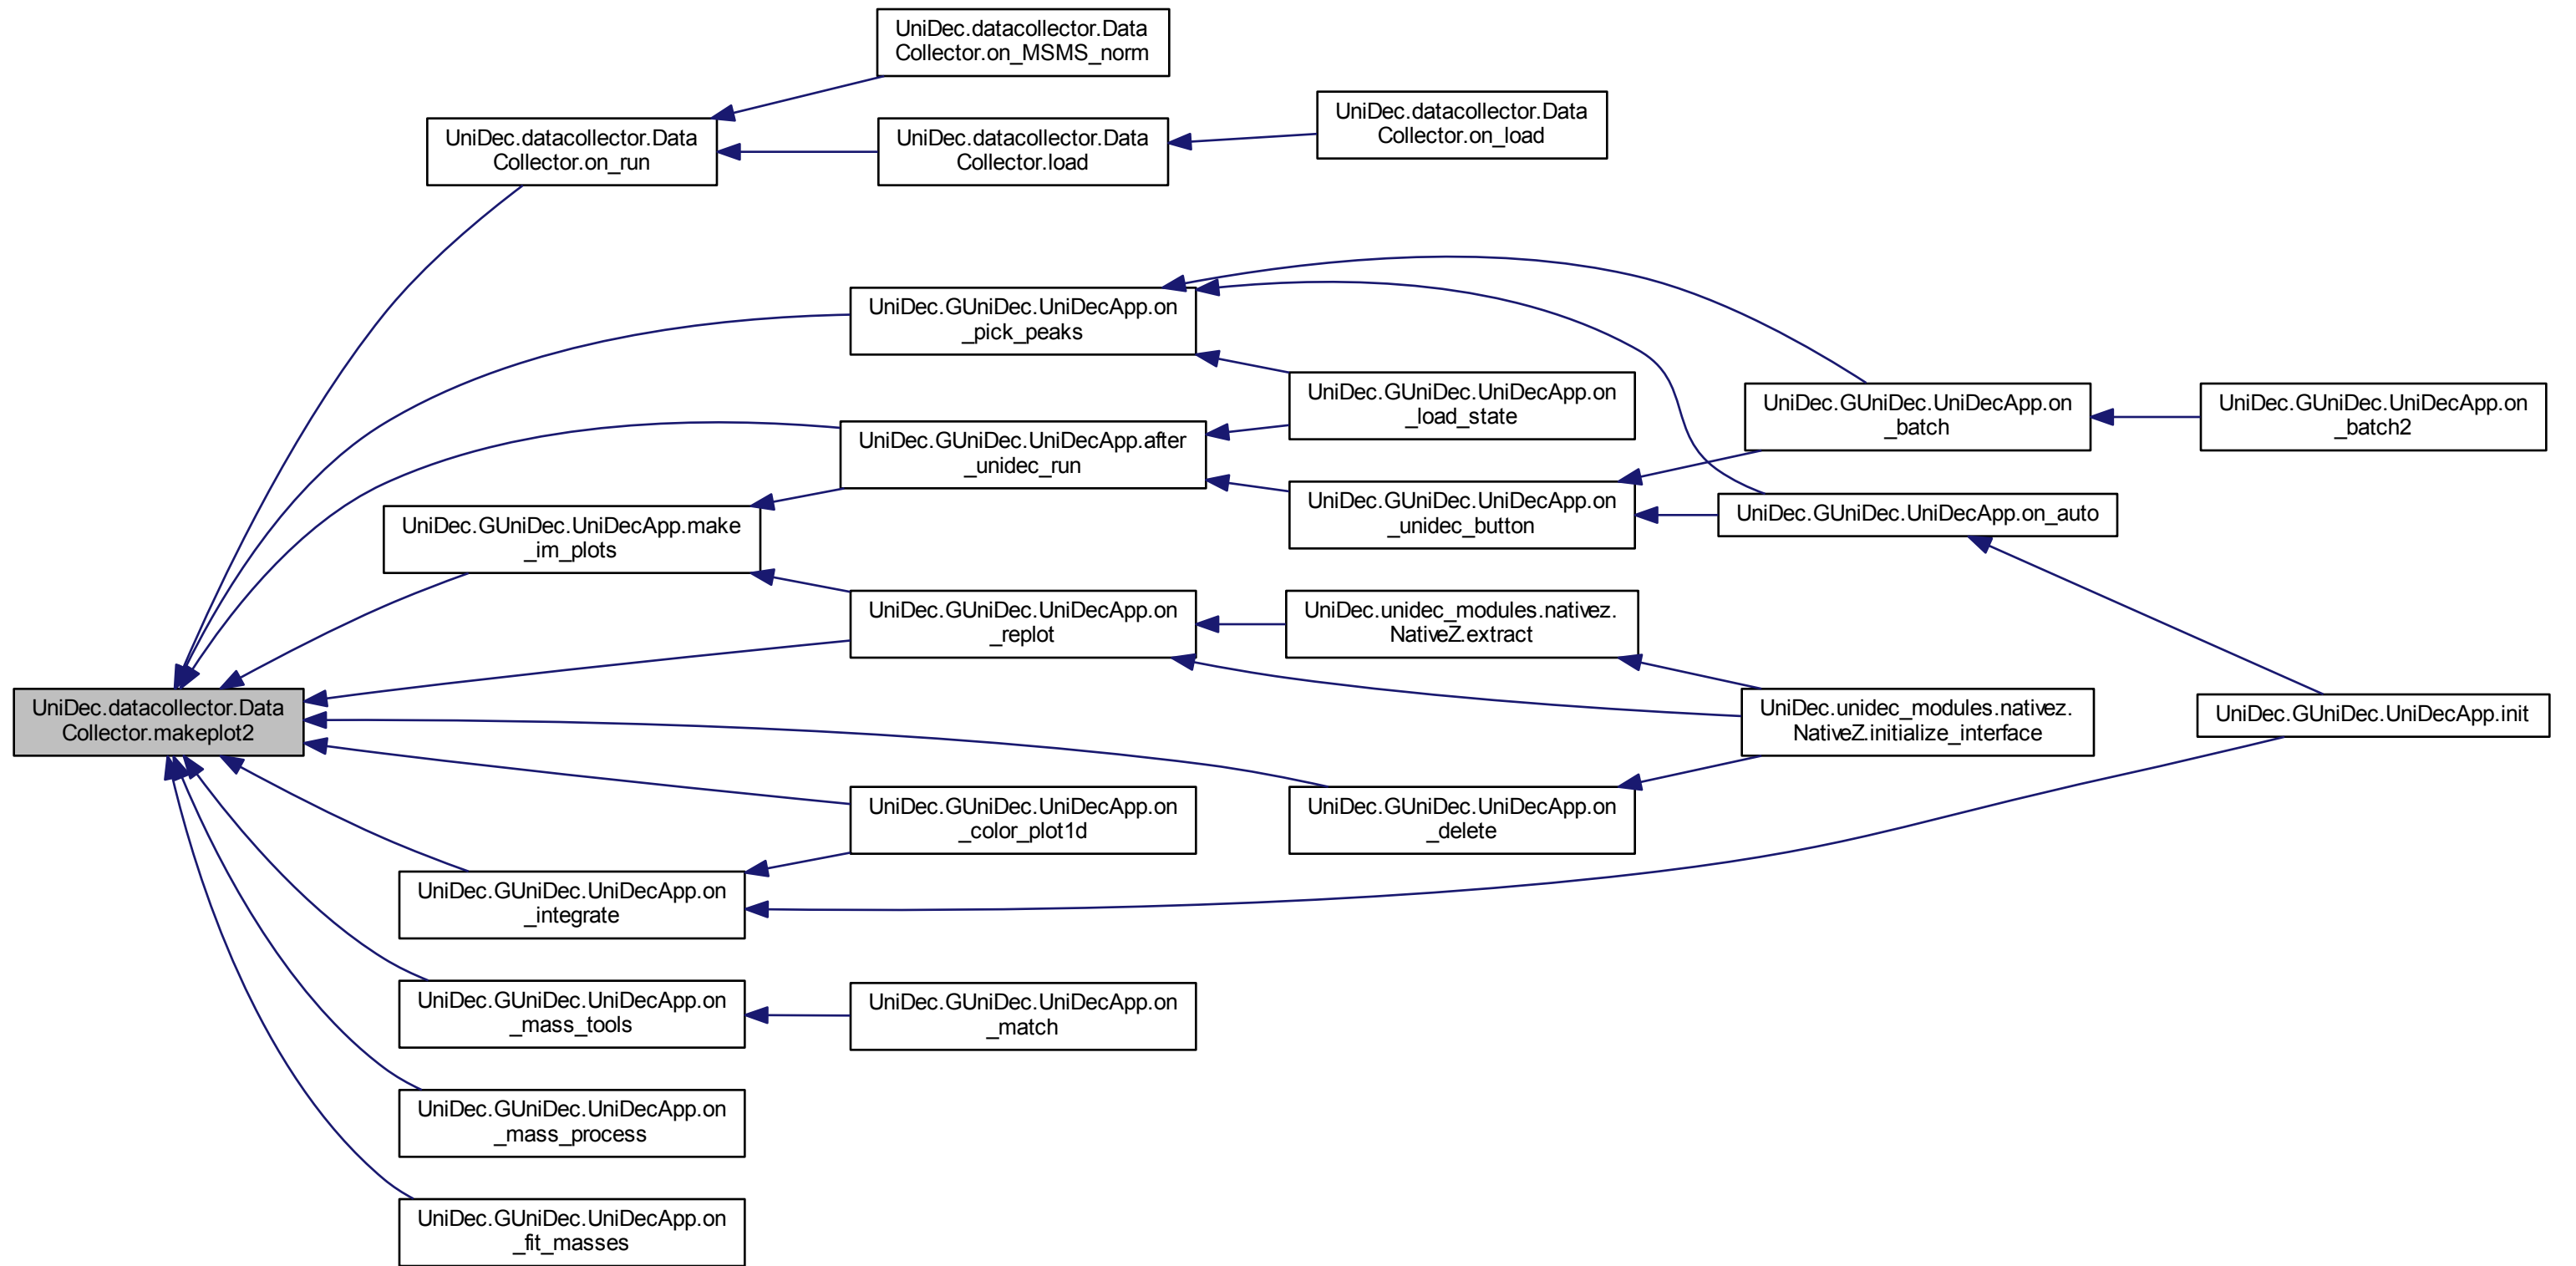 UniDec.datacollector.Data
Collector.on_MSMS_norm
UniDec.datacollector.Data
Collector.on_run
UniDec.datacollector.Data
Collector.load
UniDec.datacollector.Data
Collector.on_load
UniDec.GUniDec.UniDecApp.on
_pick_peaks
UniDec.GUniDec.UniDecApp.on
_load_state
UniDec.GUniDec.UniDecApp.on
_batch
UniDec.GUniDec.UniDecApp.on
_batch2
UniDec.GUniDec.UniDecApp.after
_unidec_run
UniDec.GUniDec.UniDecApp.on
_unidec_button
UniDec.GUniDec.UniDecApp.on_auto
UniDec.GUniDec.UniDecApp.make
_im_plots
UniDec.GUniDec.UniDecApp.on
_replot
UniDec.unidec_modules.nativez.
NativeZ.extract
UniDec.datacollector.Data
Collector.makeplot2
UniDec.unidec_modules.nativez.
NativeZ.initialize_interface
UniDec.GUniDec.UniDecApp.init
UniDec.GUniDec.UniDecApp.on
_color_plot1d
UniDec.GUniDec.UniDecApp.on
_delete
UniDec.GUniDec.UniDecApp.on
_integrate
UniDec.GUniDec.UniDecApp.on
_mass_tools
UniDec.GUniDec.UniDecApp.on
_match
UniDec.GUniDec.UniDecApp.on
_mass_process
UniDec.GUniDec.UniDecApp.on
_fit_masses